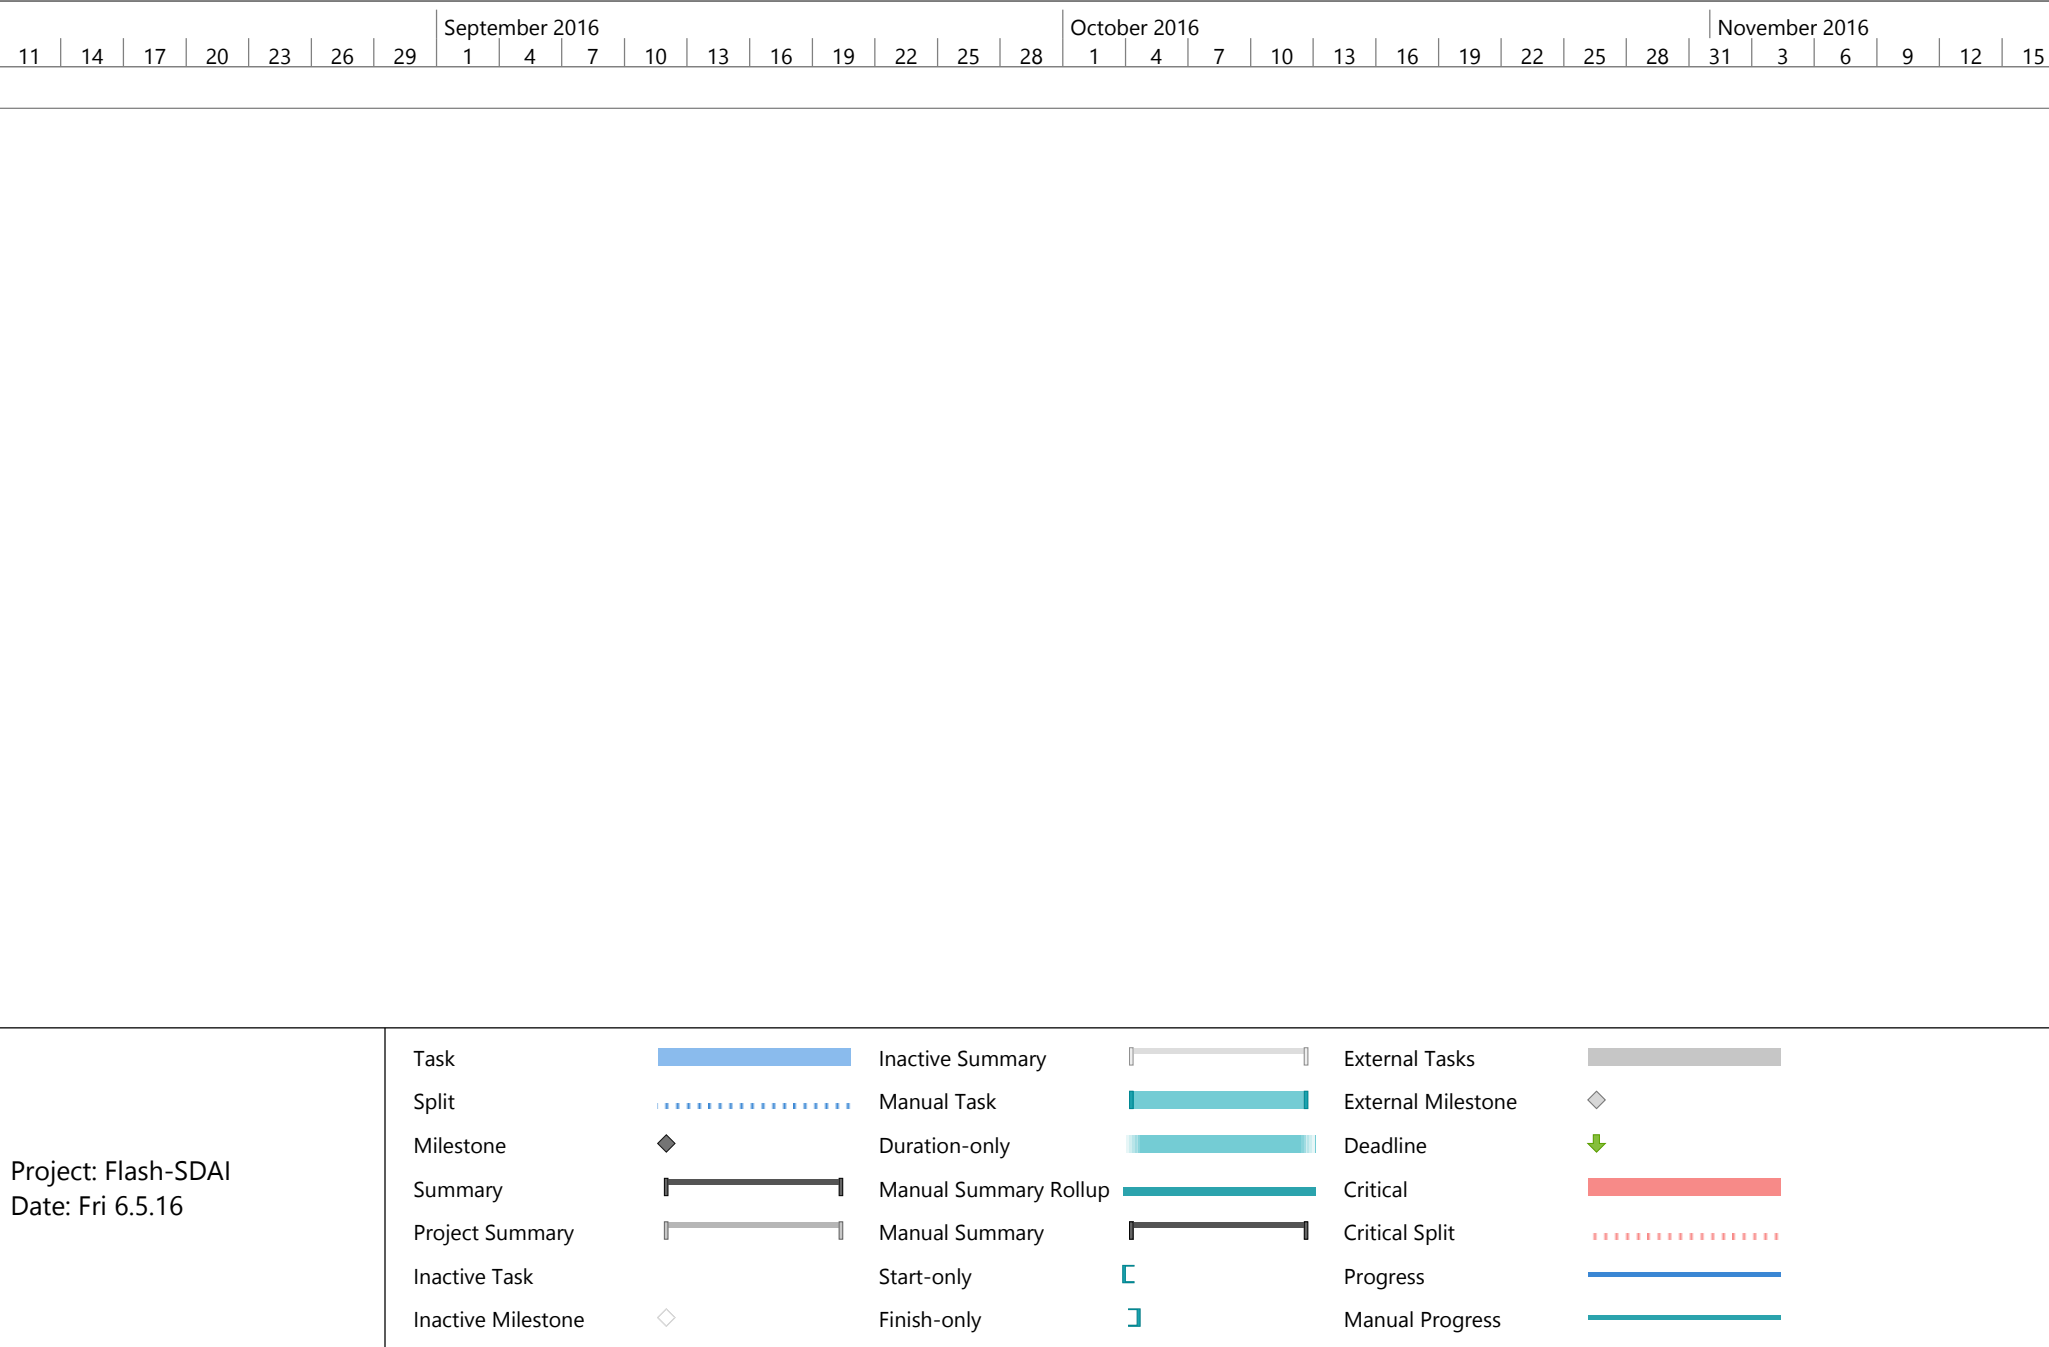 September 2016 October 2016 November 2016
11 14 17 20 23 26 29 1 4 7 10 13 16 19 22 25 28 1 4 7 10 13 16 19 22 25 28 31 3 6 9 12 15
Project: Flash-SDAI
Date: Fri 6.5.16
Task
Split
Milestone
Summary
Project Summary
Inactive Task
Inactive Milestone
Inactive Summary
Manual Task
Duration-only
Manual Summary Rollup
Manual Summary
Start-only
Finish-only
External Tasks
External Milestone
Deadline
Critical
Critical Split
Progress
Manual Progress